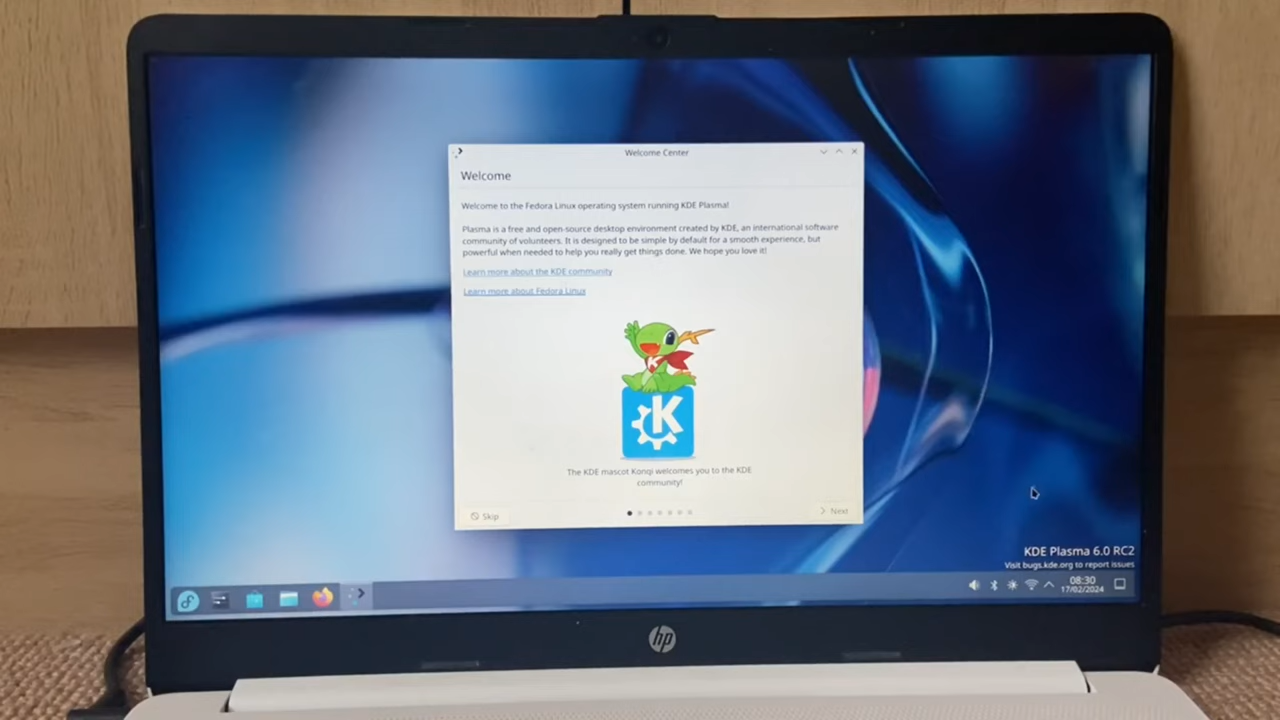 Welcome Center
Welcome
Welcome to the Fedora Linux operating system running KDE Plasma!
Plasma is a free and open-source desktop environment created by KDE, an international software
community of volunteers. It is designed to be simple by default for a smooth experience, but
powerful when needed to help you really get things done. We hope you love it!
Learn more about the KDE community
Learn more about Fedora Linux
K
The KDE mascot Konqi welcomes you to the KDE
community!
Skip
Next
KDE Plasma 6.0 RC2
Visit bugs.kde.org to report issues
08:30
17/02/2024
hp